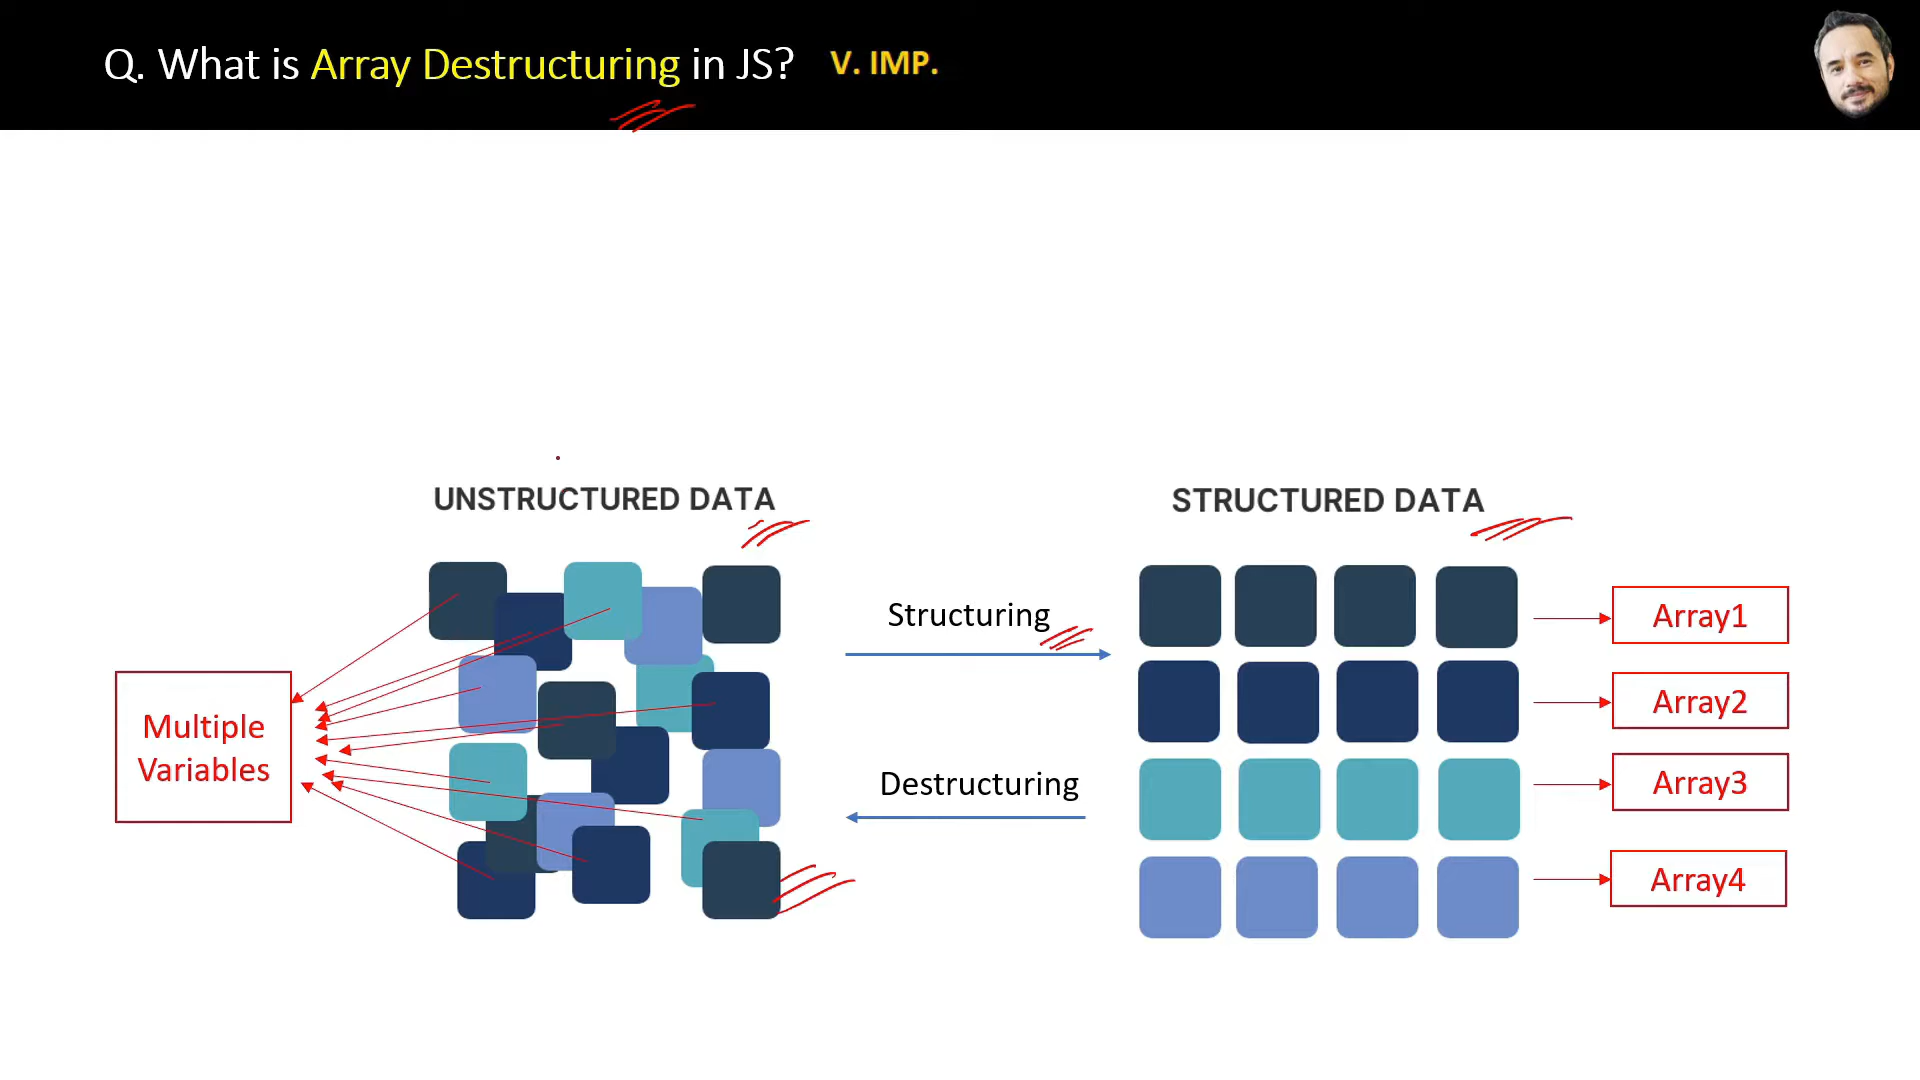 Q. What is Array Destructuring in JS? V. IMP.
UNSTRUCTURED DATA
STRUCTURED DATA
Structuring
Destructuring
Multiple
Variables
Array1
Array2
Array3
Array4